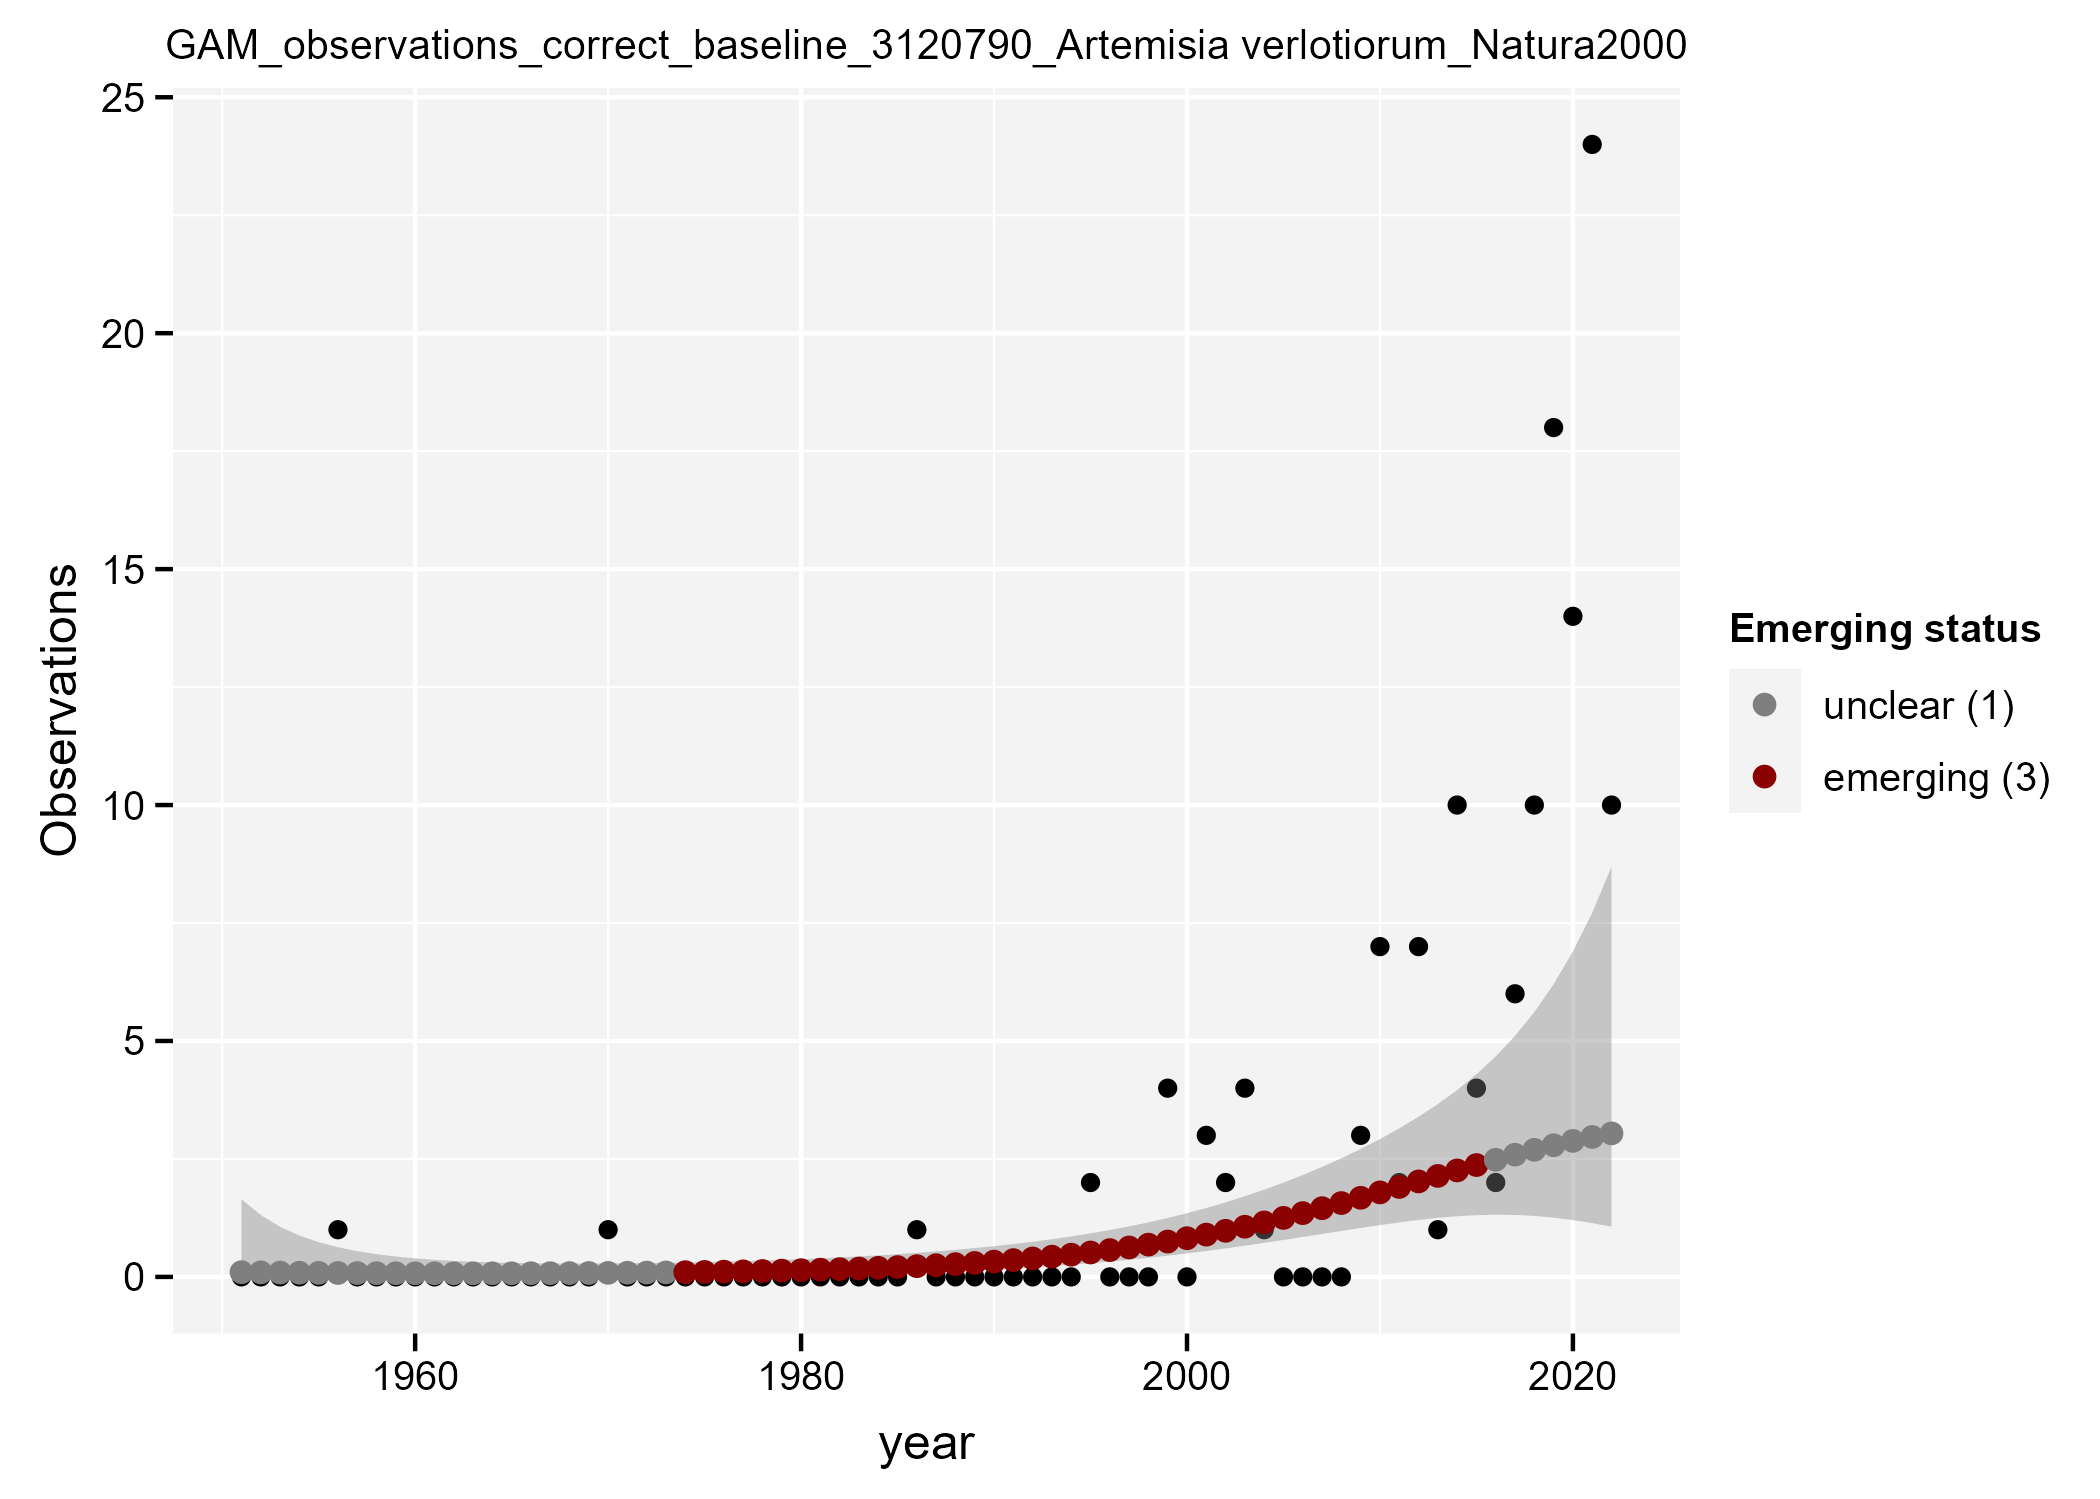 GAM_observations_correct_baseline_3120790_Artemisia verlotiorum_Natura2000
25
20
15
10
5
0
Observations
1960 1980 2000 2020
year
Emerging status
unclear (1)
emerging (3)